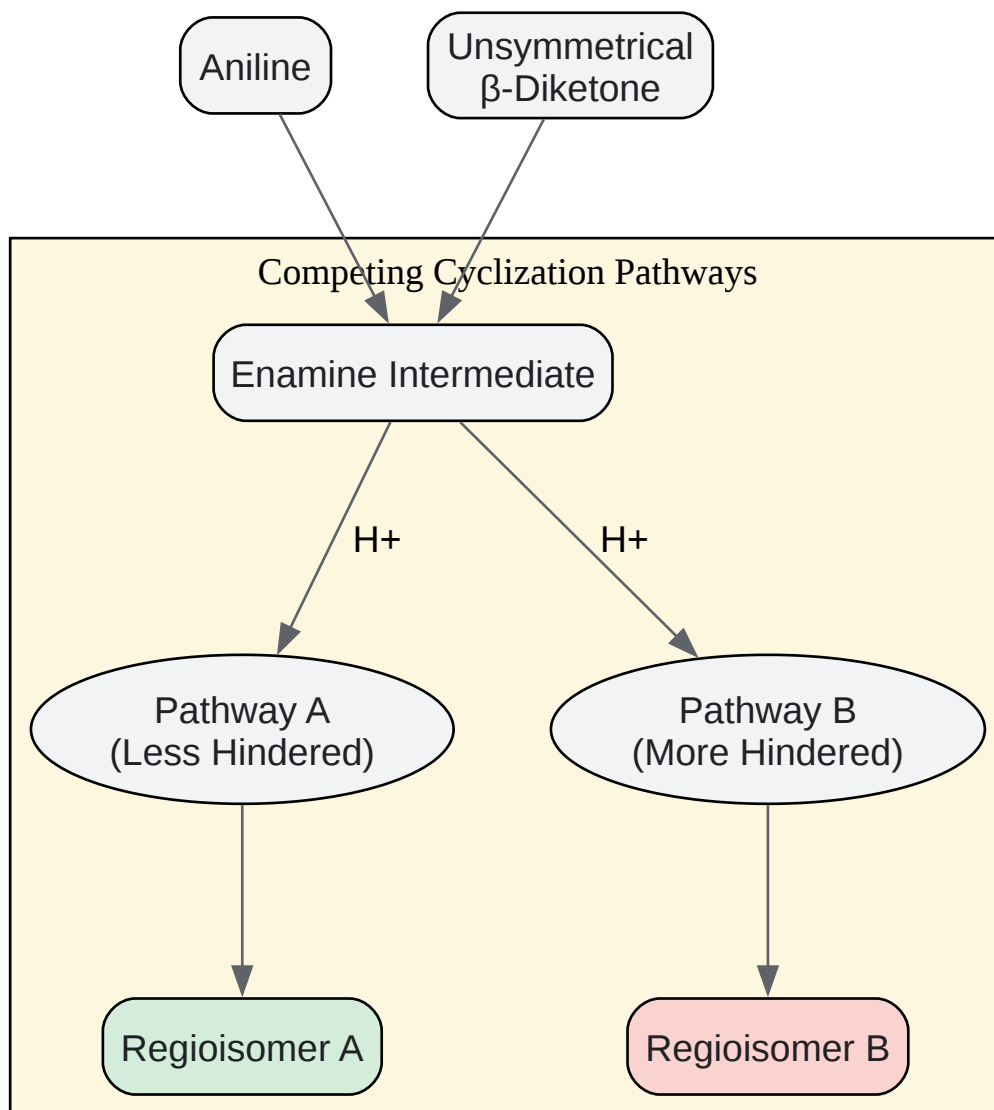 Aniline
Unsymmetrical
β-Diketone
Competing Cyclization Pathways
Enamine Intermediate
H+
H+
Pathway A
(Less Hindered)
Pathway B
(More Hindered)
Regioisomer A
Regioisomer B